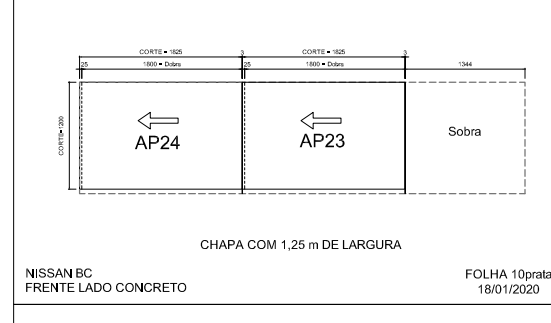 CORTE = 1825 3 CORTE = 1825 3
25 1800 = Dobra 25 1800 = Dobra 1344
CORTE=1200
AP24 AP23 Sobra
CHAPA COM 1,25 m DE LARGURA
NISSAN BC FOLHA 10prata
FRENTE LADO CONCRETO 18/01/2020